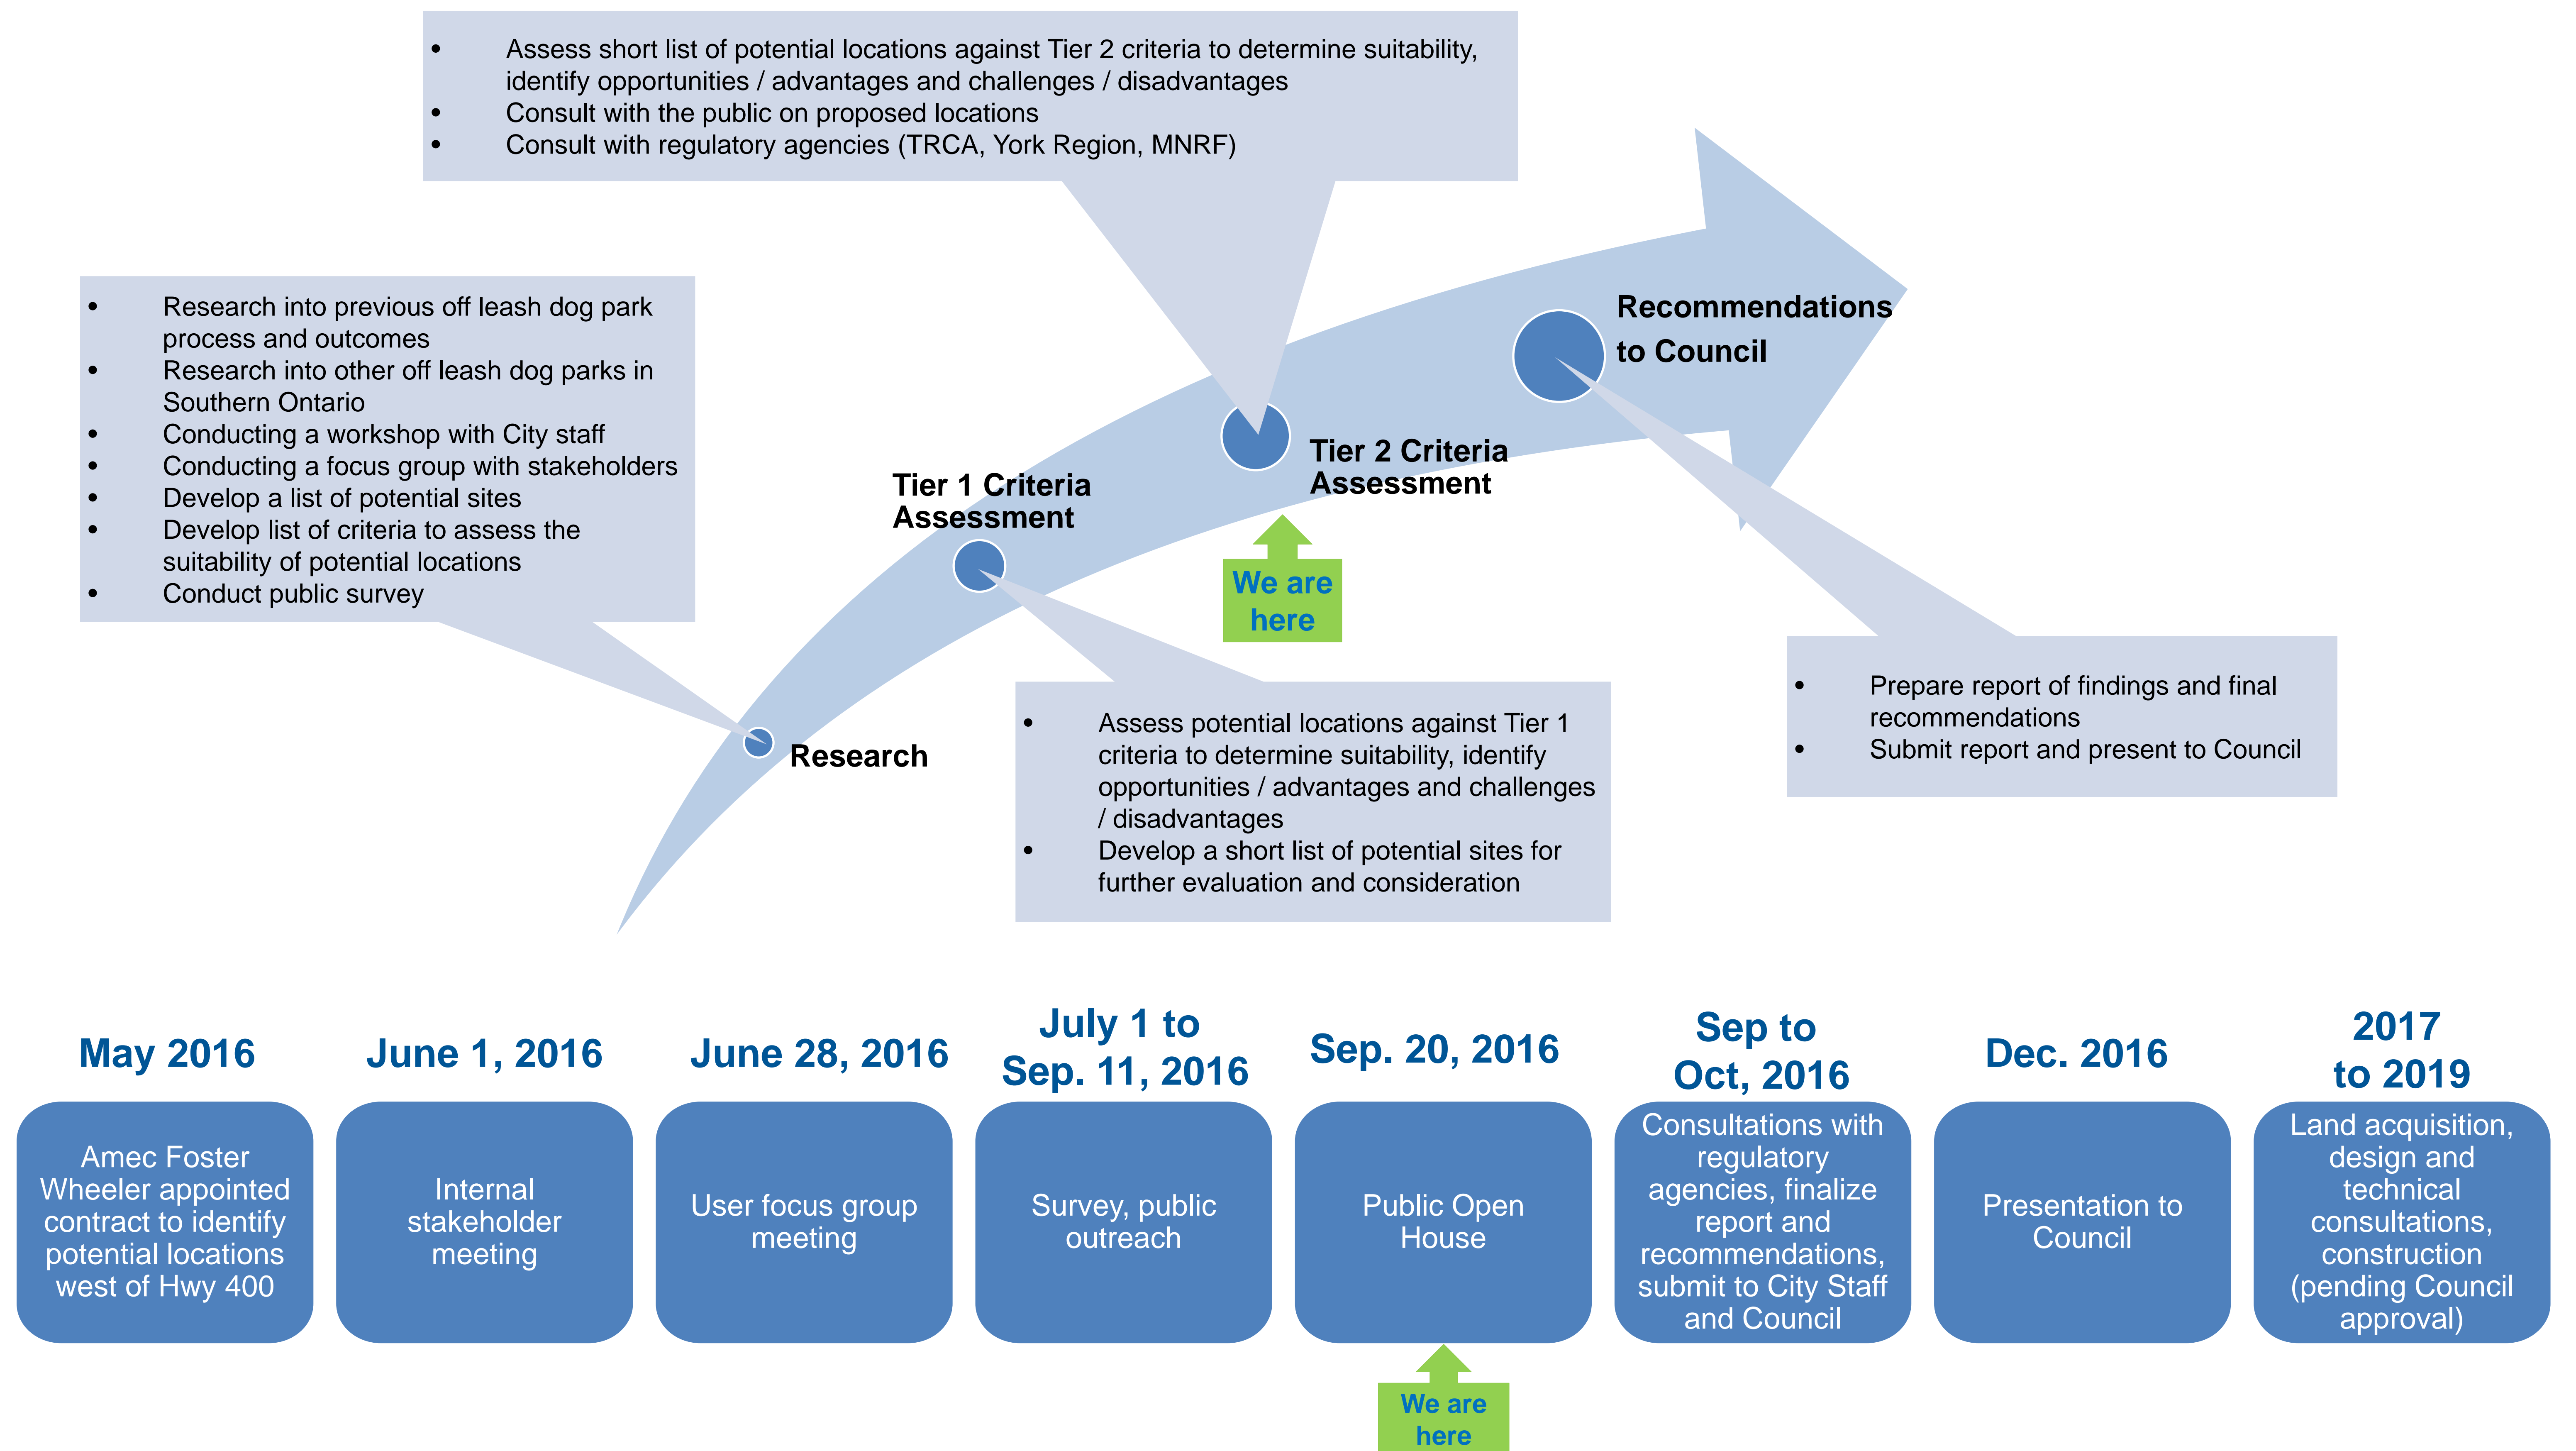 • Assess short list of potential locations against Tier 2 criteria to determine suitability,
identify opportunities / advantages and challenges / disadvantages
• Consult with the public on proposed locations
• Consult with regulatory agencies (TRCA, York Region, MNRF)
• Research into previous off leash dog park
process and outcomes
• Research into other off leash dog parks in
Southern Ontario
• Conducting a workshop with City staff
• Conducting a focus group with stakeholders
• Develop a list of potential sites
• Develop list of criteria to assess the
suitability of potential locations
• Conduct public survey
Recommendations
to Council
Tier 2 Criteria
Assessment
Tier 1 Criteria
Assessment
We are
here
Research
• Assess potential locations against Tier 1
criteria to determine suitability, identify
opportunities / advantages and challenges
/ disadvantages
• Develop a short list of potential sites for
further evaluation and consideration
• Prepare report of findings and final
recommendations
• Submit report and present to Council
May 2016
Amec Foster
Wheeler appointed
contract to identify
potential locations
west of Hwy 400
June 1, 2016
Internal
stakeholder
meeting
June 28, 2016
User focus group
meeting
July 1 to
Sep. 11, 2016
Survey, public
outreach
Sep. 20, 2016
Public Open
House
We are
here
Sep to
Oct, 2016
Consultations with
regulatory
agencies, finalize
report and
recommendations,
submit to City Staff
and Council
Dec. 2016
Presentation to
Council
2017
to 2019
Land acquisition,
design and
technical
consultations,
construction
(pending Council
approval)